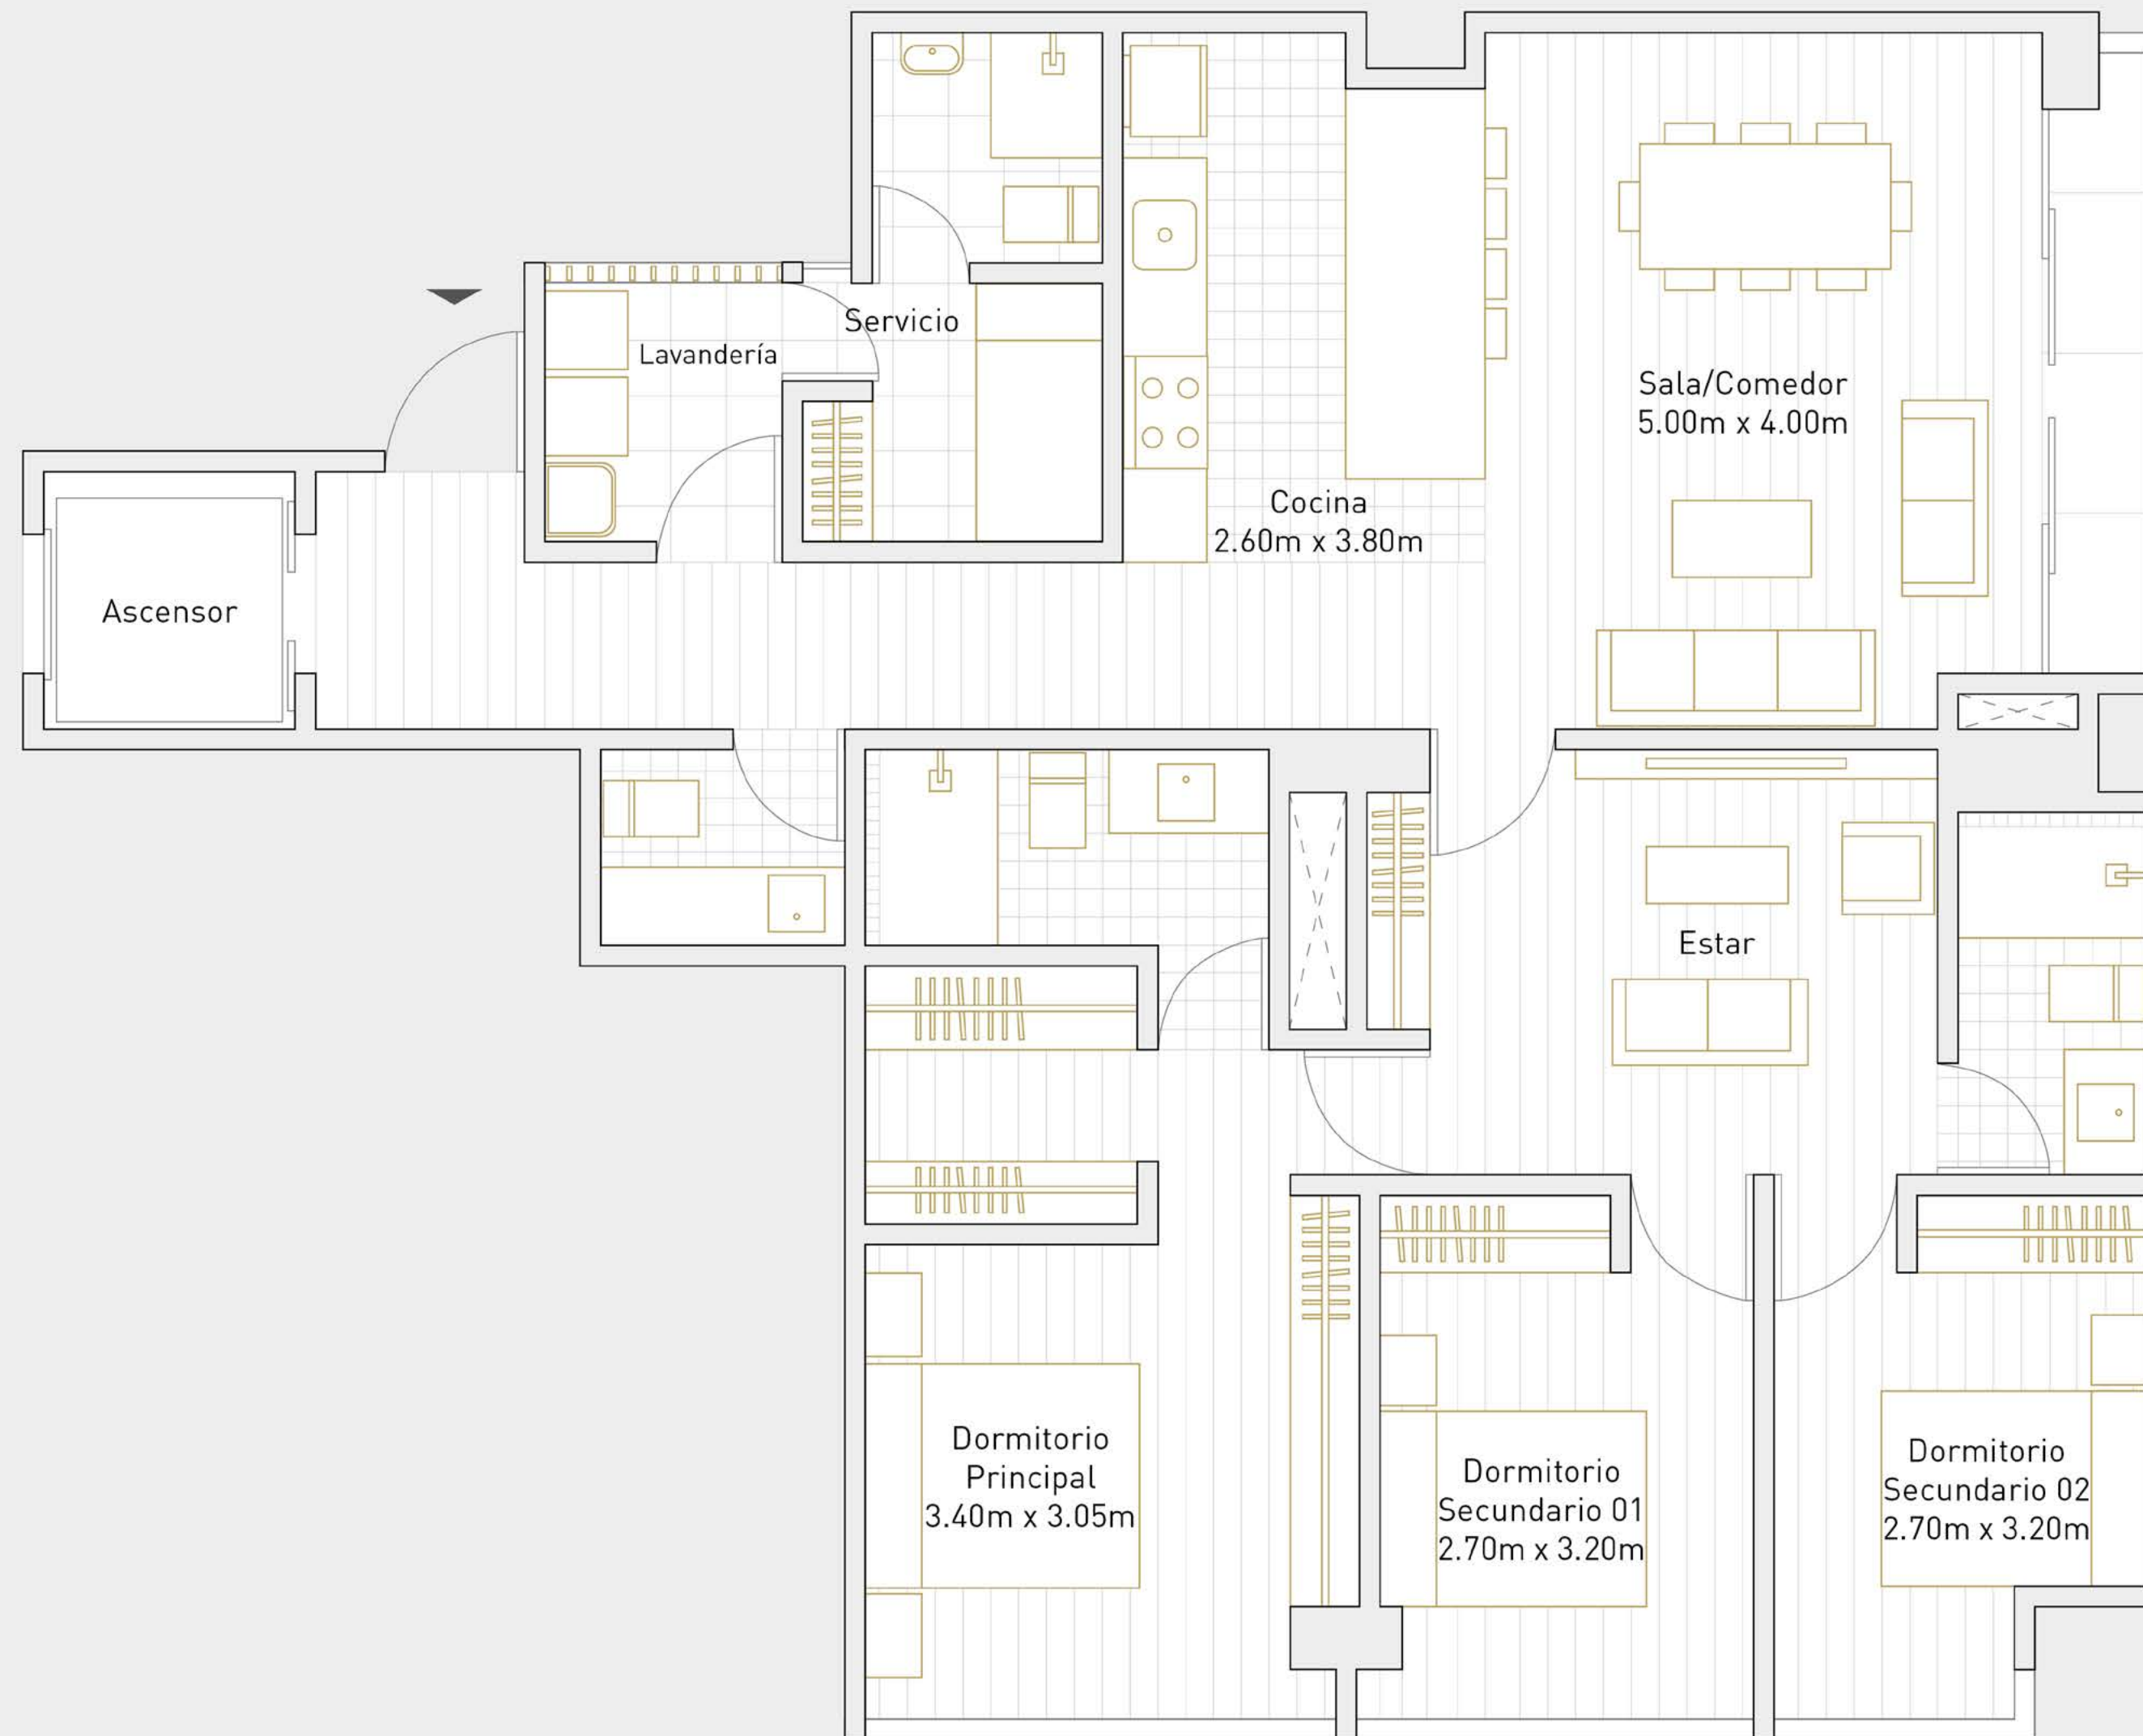 Servicio
Lavandería
Sala/Comedor
5.00m x 4.00m
Cocina
2.60m x 3.80m
Ascensor
Estar
Dormitorio
Principal
3.40m x 3.05m
Dormitorio
Secundario 01
2.70m x 3.20m
Dormitorio
Secundario 02
2.70m x 3.20m